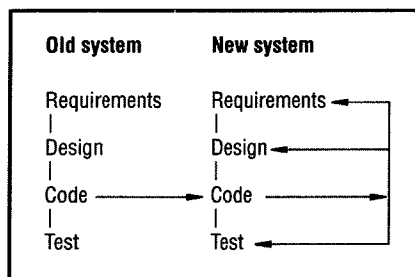 Old system New system
Requirements Requirements
Design Design
Code Code
Test Test